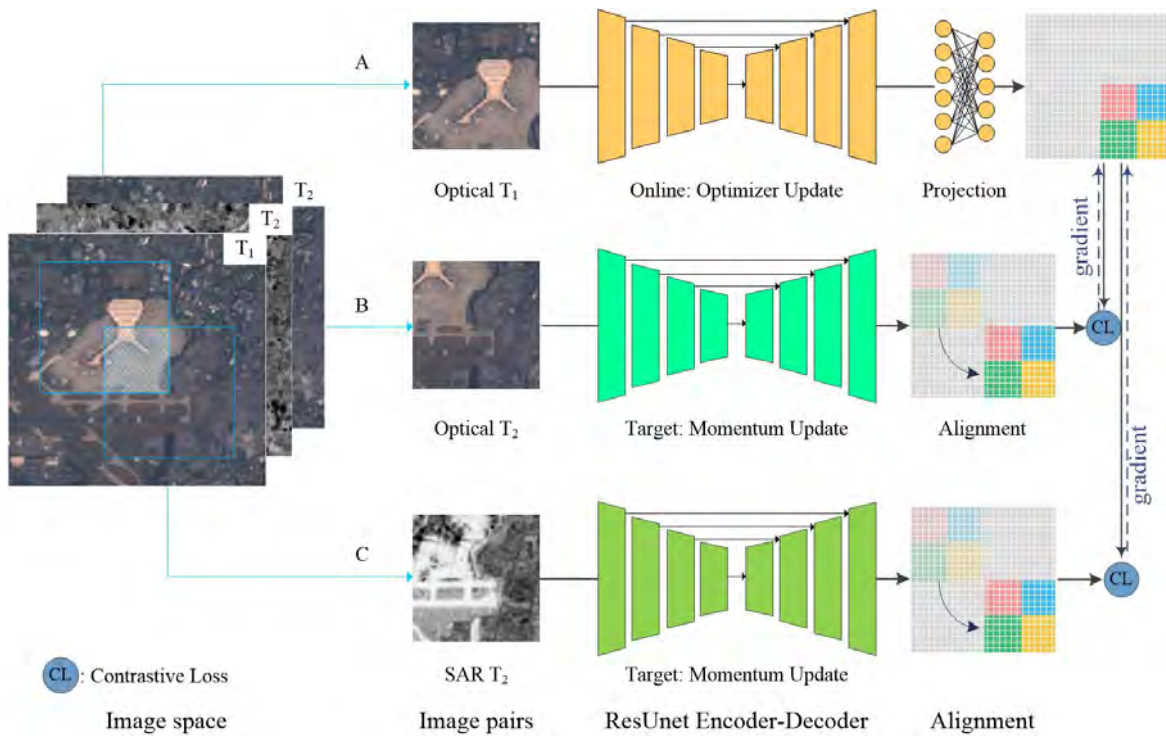 A
Optical T₁
Online: Optimizer Update
Projection
T₂
T₂
T₁
gradient
B
CL
Optical T₂
Target: Momentum Update
Alignment
gradient
C
CL
SAR T₂
Target: Momentum Update
CL : Contrastive Loss
Image space
Image pairs
ResUnet Encoder-Decoder
Alignment